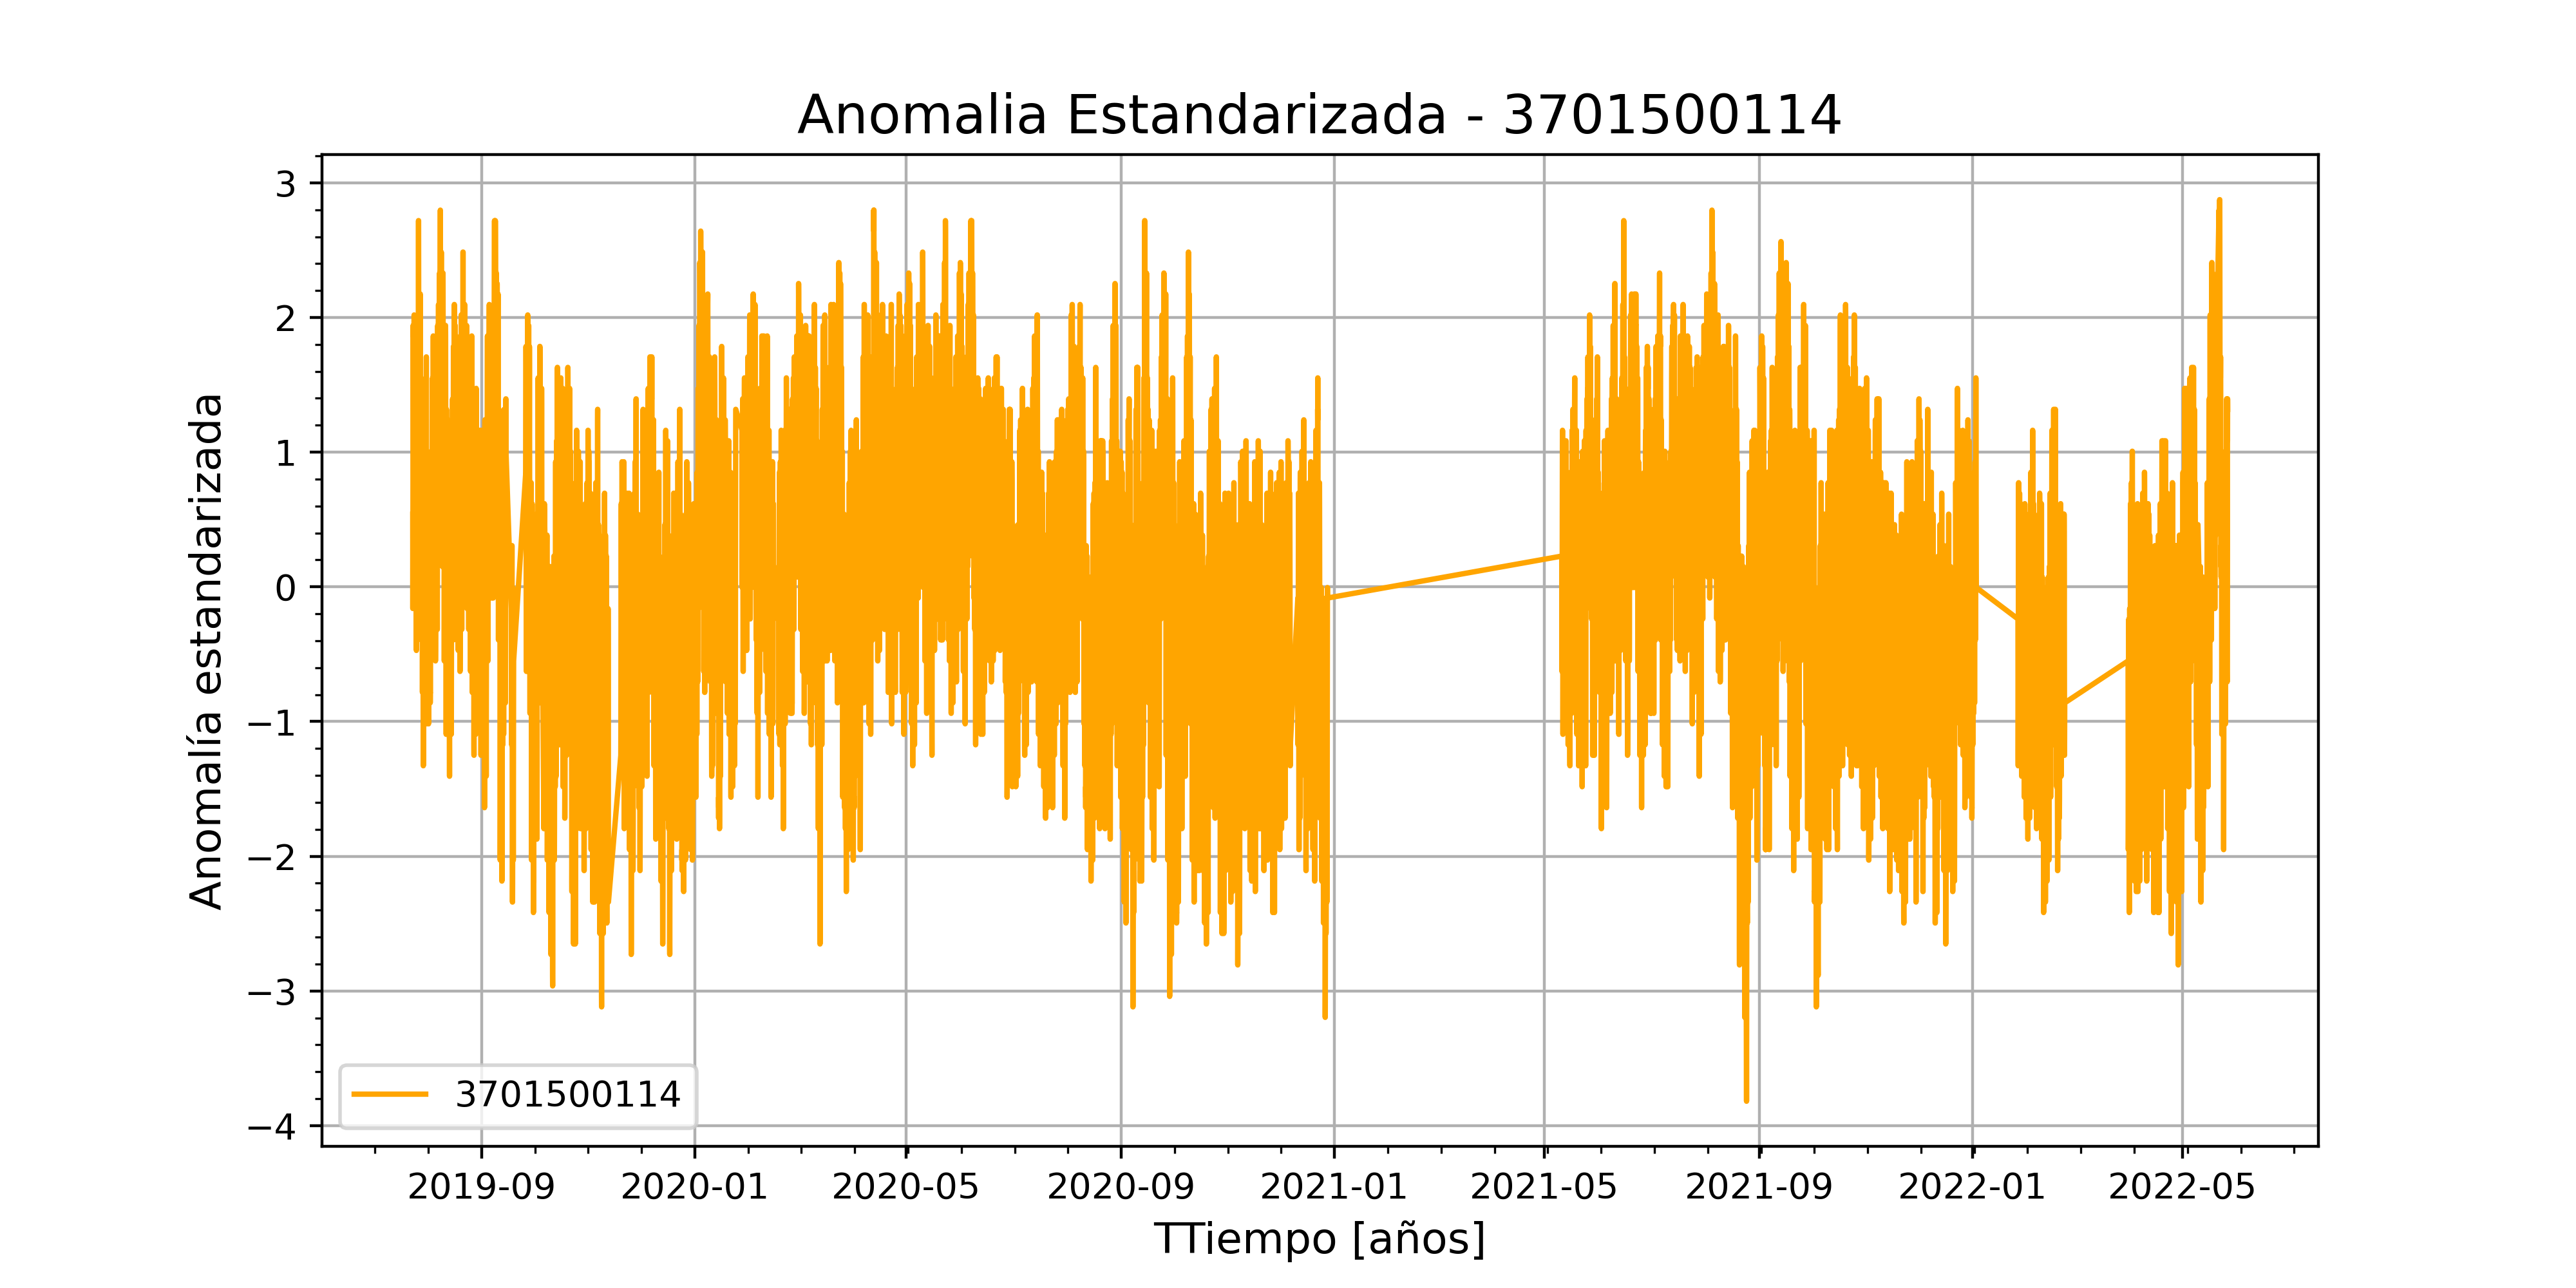 Anomalia Estandarizada - 3701500114
Anomalía estandarizada
3
2
1
0
−1
−2
−3
−4
3701500114
2019-09 2020-01 2020-05 2020-09 2021-01 2021-05 2021-09 2022-01 2022-05
TTiempo [años]